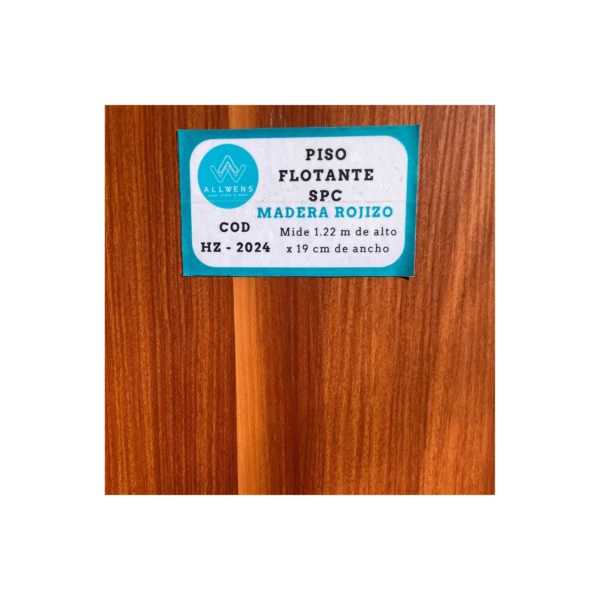 ALLWENS
PISO
FLOTANTE
SPC
MADERA ROJIZO
COD
HZ - 2024
Mide 1.22 m de alto
x 19 cm de ancho